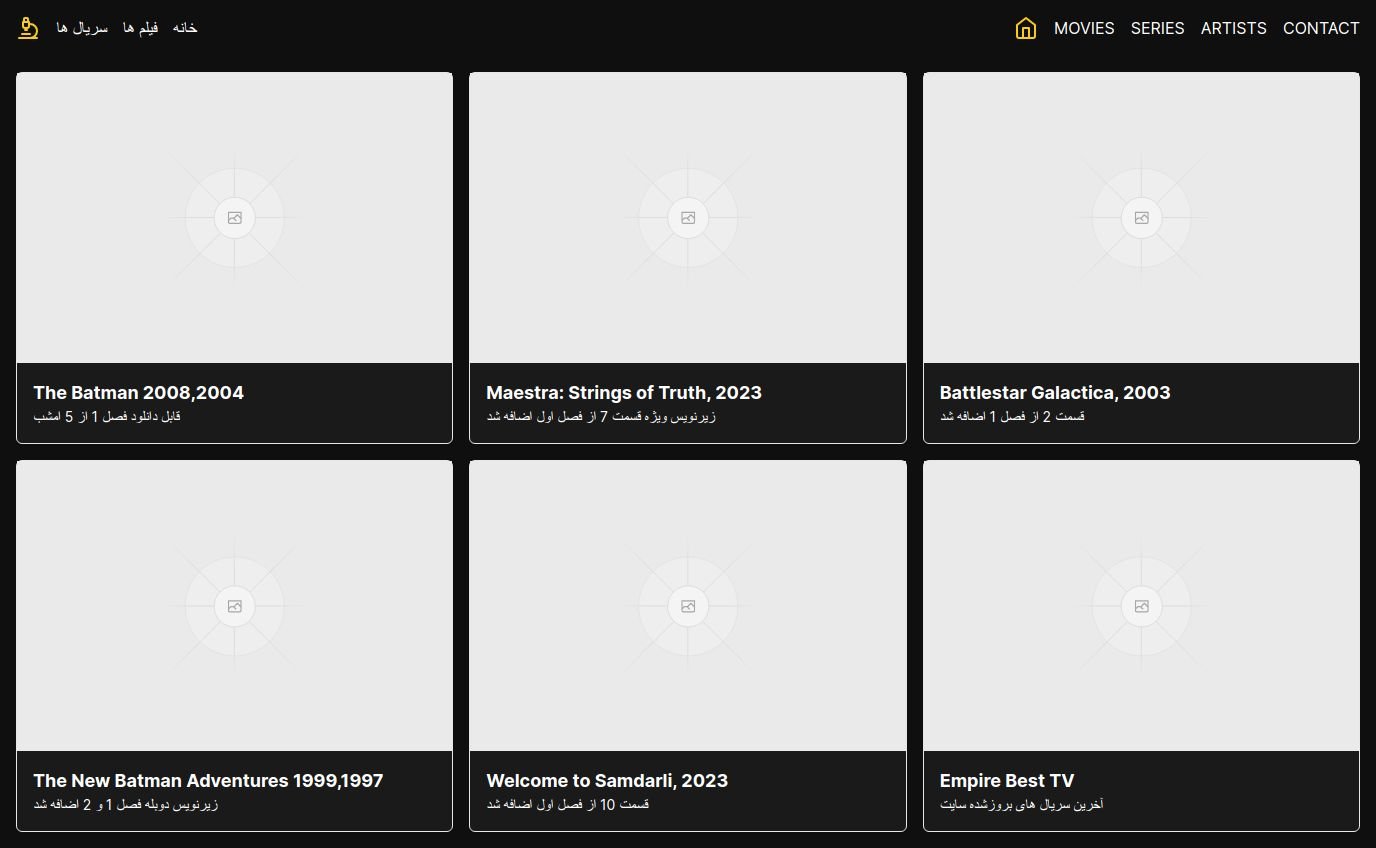 خانه فیلم ها سریال ها
MOVIES SERIES ARTISTS CONTACT
The Batman 2008,2004
قابل دانلود فصل 1 از 5 امشب
Maestra: Strings of Truth, 2023
زیرنویس ویژه قسمت 7 از فصل اول اضافه شد
Battlestar Galactica, 2003
قسمت 2 از فصل 1 اضافه شد
The New Batman Adventures 1999,1997
زیرنویس دوبله فصل 1 و 2 اضافه شد
Welcome to Samdarli, 2023
قسمت 10 از فصل اول اضافه شد
Empire Best TV
آخرین سریال های بروزشده سایت